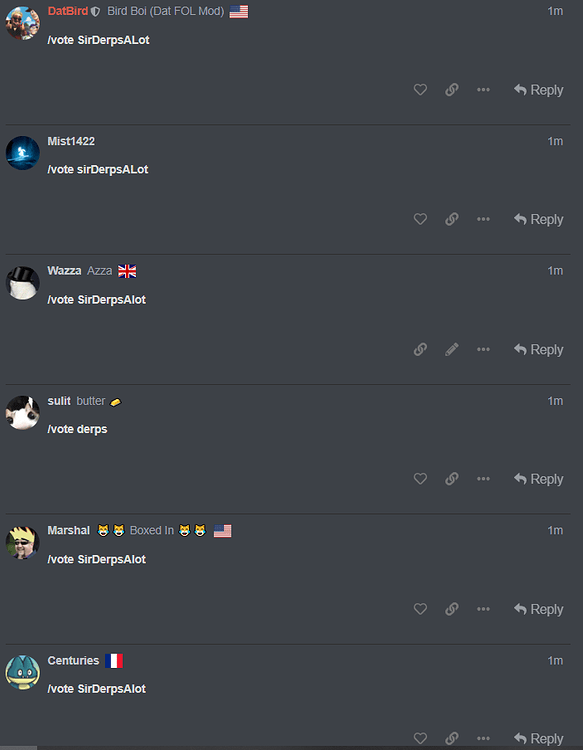 DatBird Bird Boi (Dat FOL Mod) 1m
/vote SirDerpsALot
Reply
Mist1422 1m
/vote sirDerpsALot
Reply
Wazza Azza 1m
/vote SirDerpsAlot
Reply
sulit butter 1m
/vote derps
Reply
Marshal Boxed In 1m
/vote SirDerpsAlot
Reply
Centuries 1m
/vote SirDerpsAlot
Reply